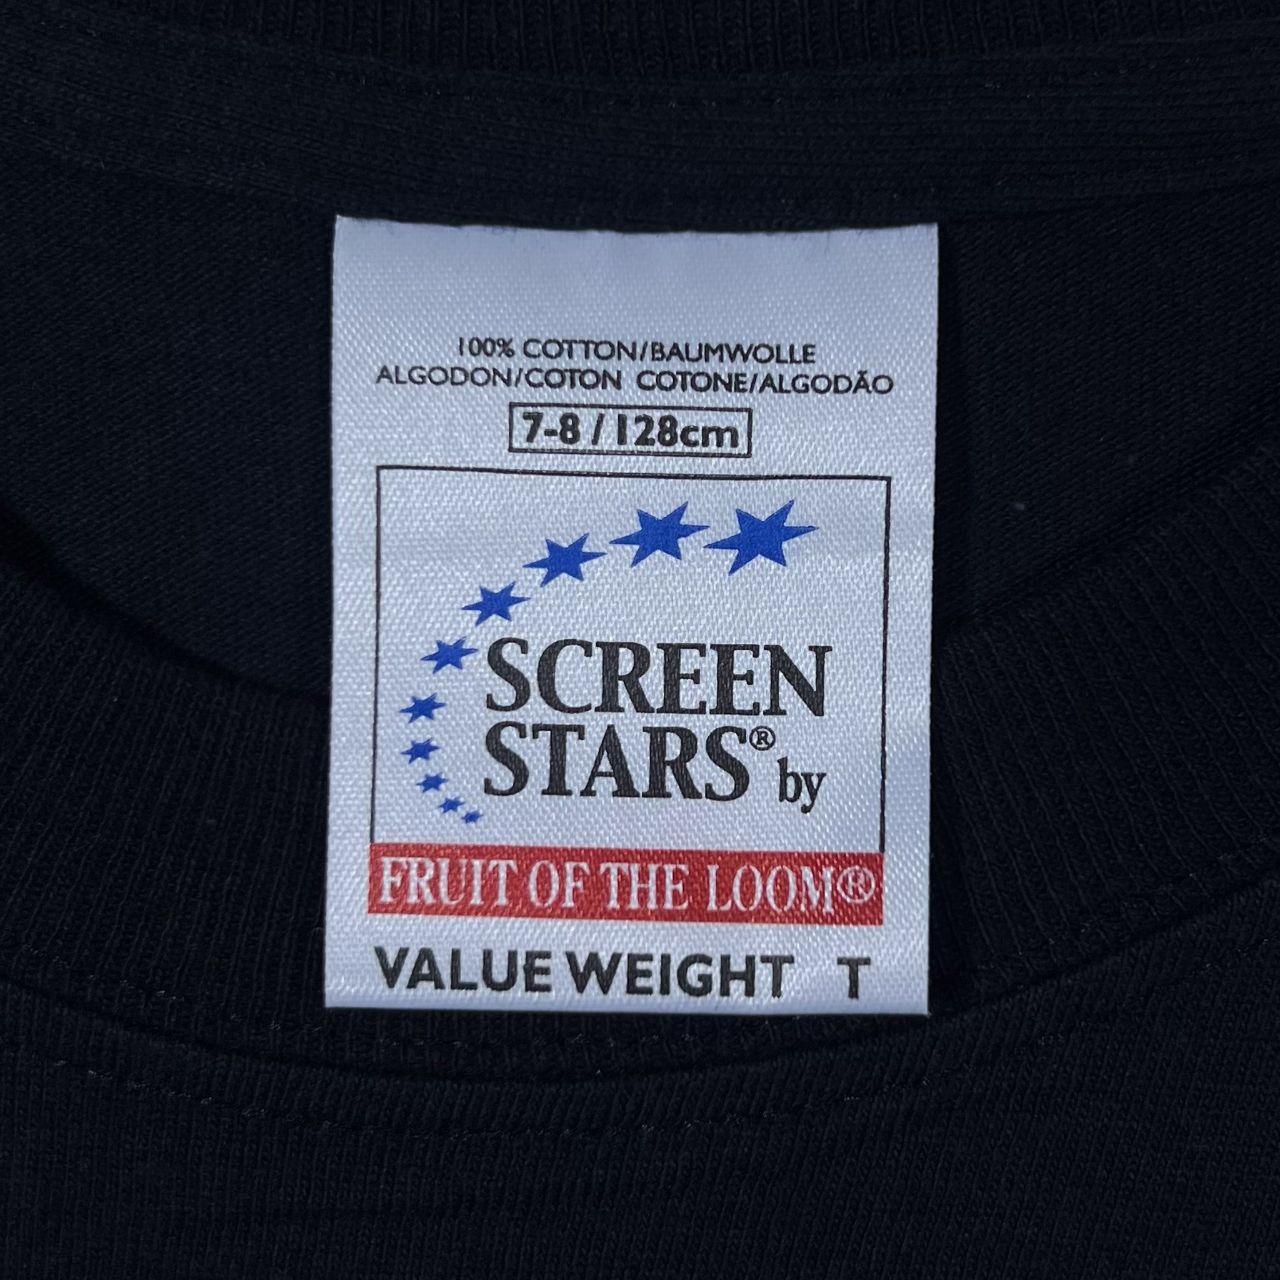 100% COTTON/BAUMWOLLE
ALGODON/COTON COTONE/ALGODÃO
7-8 / 128cm
SCREEN
STARS® by
FRUIT OF THE LOOM®
VALUE WEIGHT T